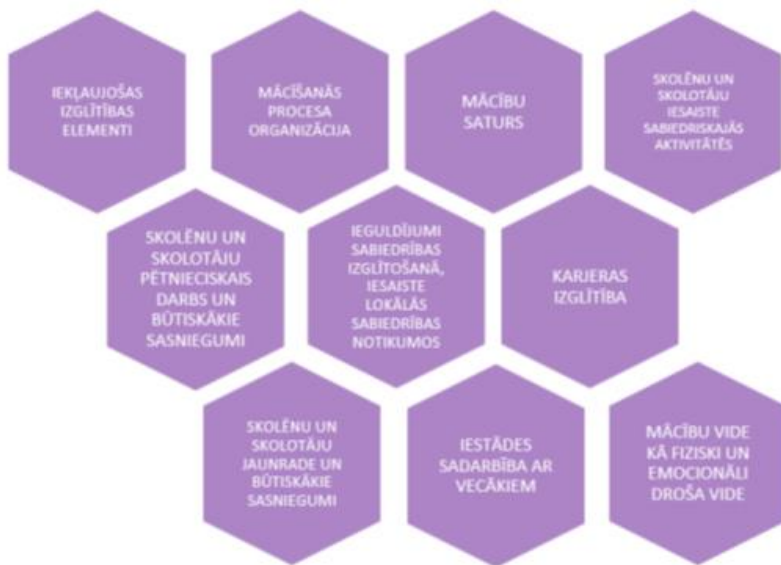 IEKĻAUJOŠAS
IZGLĪTĪBAS
ELEMENTI
MĀCĪŠANĀS
PROCESA
ORGANIZĀCIJA
MĀCĪBU
SATURS
SKOLĒNU UN
SKOLOTĀJU
IESAISTE
SABIEDRISKAJĀS
AKTIVITĀTĒS
SKOLĒNU UN
SKOLOTĀJU
PĒTNIECISKAIS
DARBS UN
BŪTISKĀKIE
SASNIEGUMI
IEGULDĪJUMI
SABIEDRĪBAS
IZGLĪTOŠANĀ,
IESAISTE
LOKĀLĀS
SABIEDRĪBAS
NOTIKUMOS
KARJERAS
IZGLĪTĪBA
SKOLĒNU UN
SKOLOTĀJU
JAUNRADE UN
BŪTISKĀKIE
SASNIEGUMI
IESTĀDES
SADARBĪBA AR
VECĀKIEM
MĀCĪBU VIDE
KĀ FIZISKI UN
EMOCIONĀLI
DROŠA VIDE